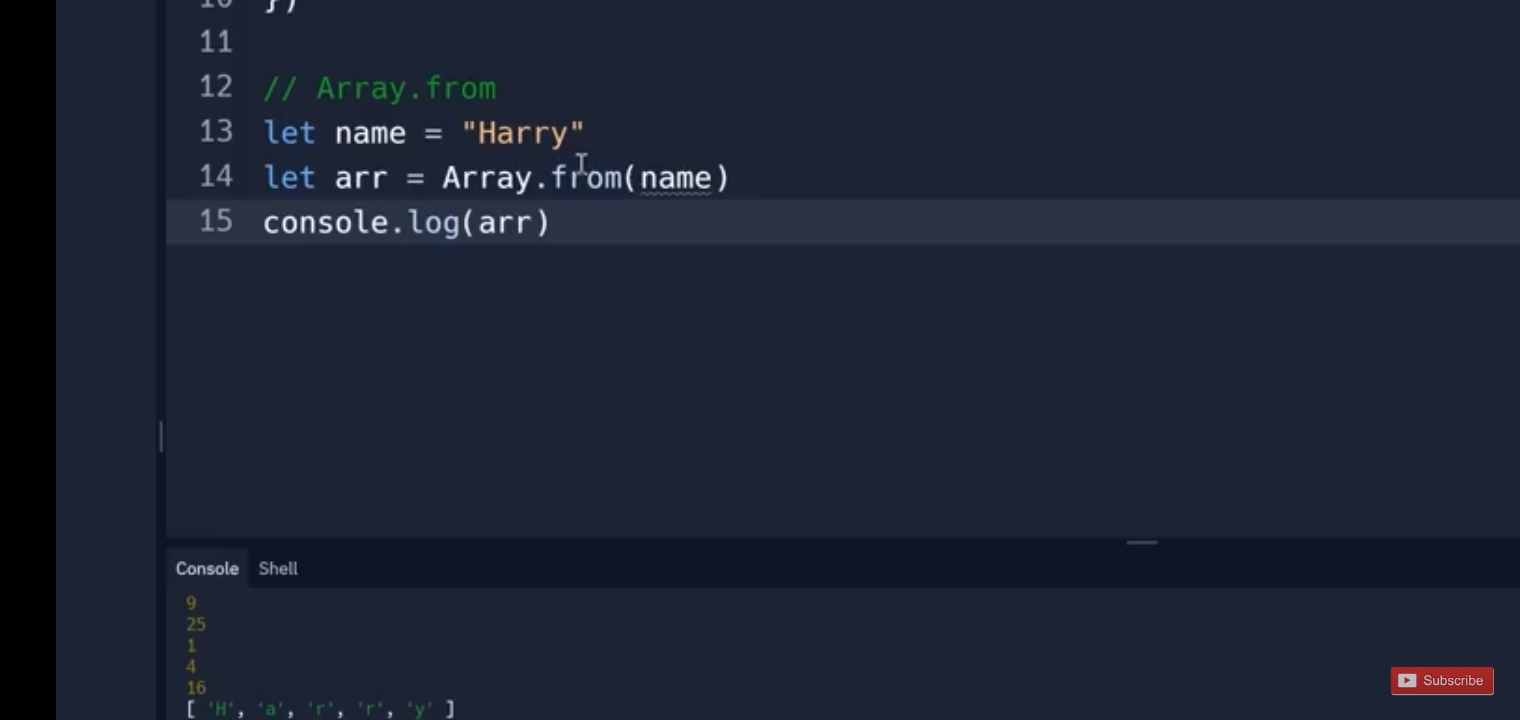 10 })
11
12 // Array.from
13 let name = "Harry"
14 let arr = Array.from(name)
15 console.log(arr)
Console Shell
9
25
1
4
16
[ 'H', 'a', 'r', 'r', 'y' ]
Subscribe